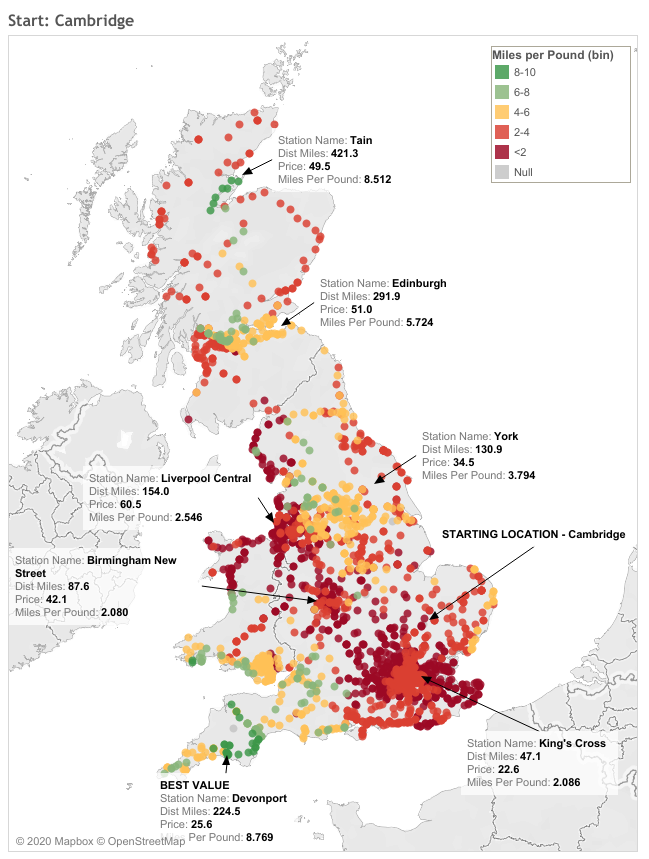 Start: Cambridge
Miles per Pound (bin)
8-10
6-8
4-6
2-4
<2
Null
Station Name: Tain
Dist Miles: 421.3
Price: 49.5
Miles Per Pound: 8.512
Station Name: Edinburgh
Dist Miles: 291.9
Price: 51.0
Miles Per Pound: 5.724
Station Name: York
Dist Miles: 130.9
Price: 34.5
Miles Per Pound: 3.794
Station Name: Liverpool Central
Dist Miles: 154.0
Price: 60.5
Miles Per Pound: 2.546
STARTING LOCATION - Cambridge
Station Name: Birmingham New
Street
Dist Miles: 87.6
Price: 42.1
Miles Per Pound: 2.080
Station Name: King's Cross
Dist Miles: 47.1
Price: 22.6
Miles Per Pound: 2.086
BEST VALUE
Station Name: Devonport
Dist Miles: 224.5
Price: 25.6
Per Pound: 8.769
© 2020 Mapbox © OpenStreetMap